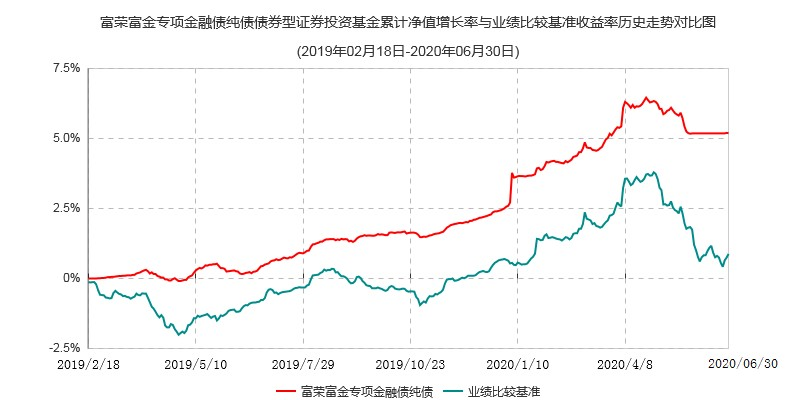 富荣富金专项金融债纯债债券型证券投资基金累计净值增长率与业绩比较基准收益率历史走势对比图
(2019年02月18日-2020年06月30日)
7.5%
5.0%
2.5%
0%
-2.5%
2019/2/18 2019/5/10 2019/7/29 2019/10/23 2020/1/10 2020/4/8 2020/06/30
富荣富金专项金融债纯债 业绩比较基准